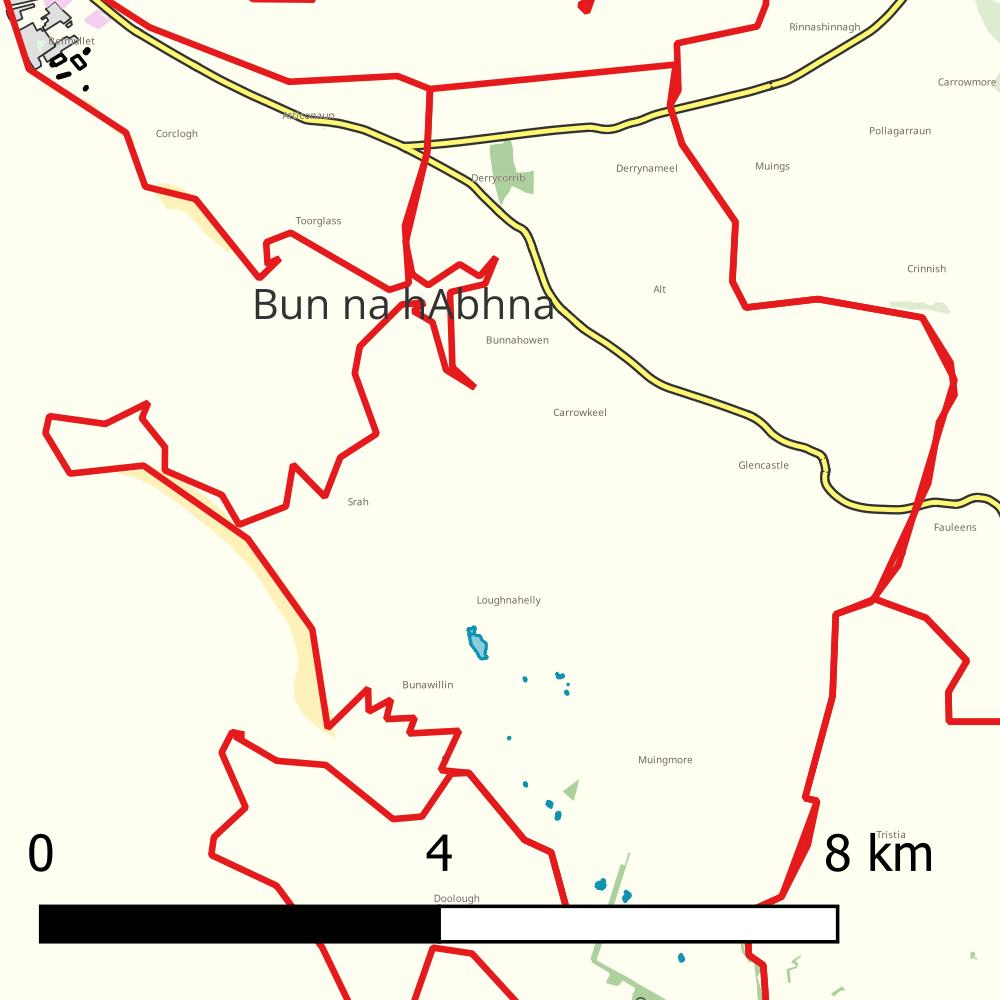 Rinnashinnagh
Belmullet
Carrowmore
Atticonaun
Corclogh
Pollagarraun
Muings
Derrynameel
Derrycorrib
Toorglass
Crinnish
Alt
Bun na hAbhna
Bunnahowen
Carrowkeel
Glencastle
Srah
Fauleens
Loughnahelly
Bunawillin
Muingmore
Tristia
0 4 8 km
Doolough